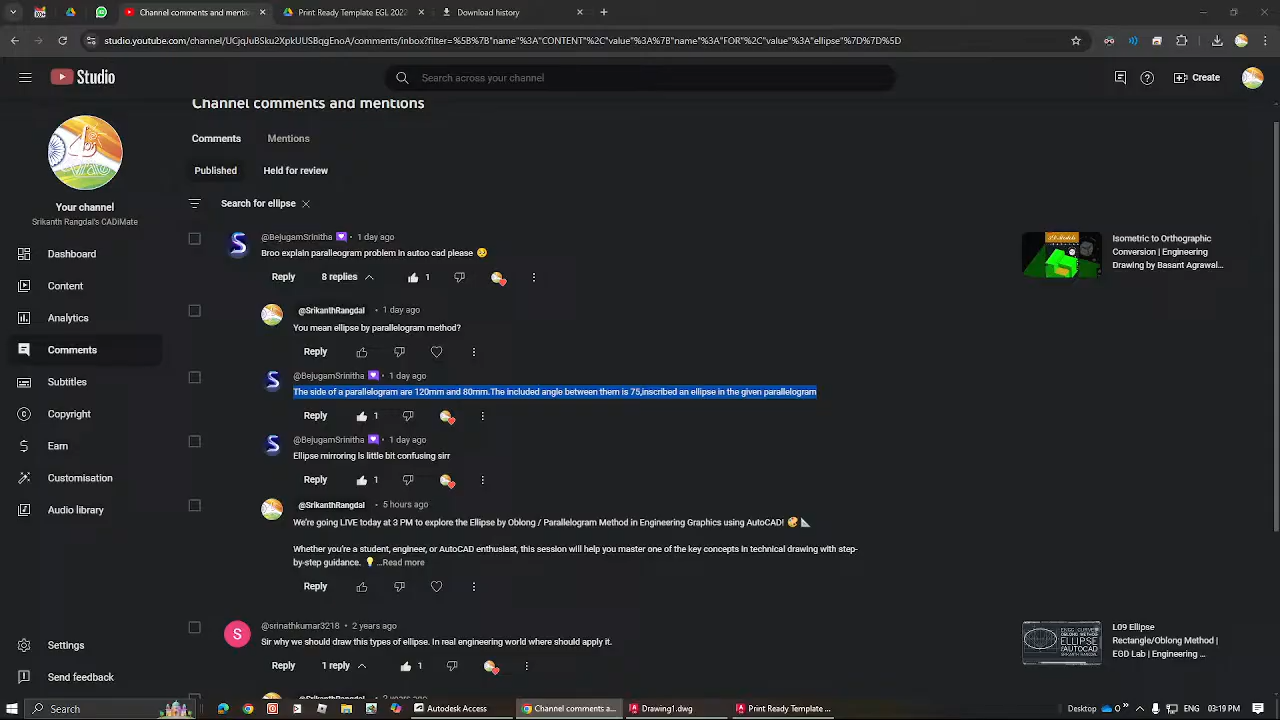 Channel comments and mentio
Print Ready Template EGL 2022
Download history
studio.youtube.com/channel/UCjqJuBSku2XpkUUSBqgEnoA/comments/inbox?filter=%5B%7B"name"%3A"CONTENT"%2C"value"%3A%7B"name"%3A"FOR"%2C"value"%3A"ellipse"%7D%7D%5D
Studio
Search across your channel
Create
Channel comments and mentions
Comments
Mentions
Published
Held for review
Your channel
Srikanth Rangdal's CADiMate
Search for ellipse
Dashboard
Content
Analytics
Comments
Subtitles
Copyright
Earn
Customisation
Audio library
Settings
Send feedback
@BejugamSrinitha • 1 day ago
Broo explain parallelogram problem in autoo cad please 🥺
Reply 8 replies 1
Isometric to Orthographic
Conversion | Engineering
Drawing by Basant Agrawal...
@SrikanthRangdal • 1 day ago
You mean ellipse by parallelogram method?
Reply
@BejugamSrinitha • 1 day ago
The side of a parallelogram are 120mm and 80mm.The included angle between them is 75,inscribed an ellipse in the given parallelogram
Reply 1
@BejugamSrinitha • 1 day ago
Ellipse mirroring Is little bit confusing sirr
Reply 1
@SrikanthRangdal • 5 hours ago
We're going LIVE today at 3 PM to explore the Ellipse by Oblong / Parallelogram Method in Engineering Graphics using AutoCAD! 🎨📐
Whether you're a student, engineer, or AutoCAD enthusiast, this session will help you master one of the key concepts in technical drawing with step-
by-step guidance. 💡 ...Read more
Reply
S
@srinathkumar3218 • 2 years ago
Sir why we should draw this type of ellipse. In real engineering world where should apply it.
Reply 1 reply 1
L09 Ellipse
Rectangle/Oblong Method |
EGD Lab | Engineering ...
@SrikanthRangdal • 2 years ago
Search
Autodesk Access
Channel comments a...
Drawing1.dwg
Print Ready Template ...
Desktop
ENG
03:19 PM